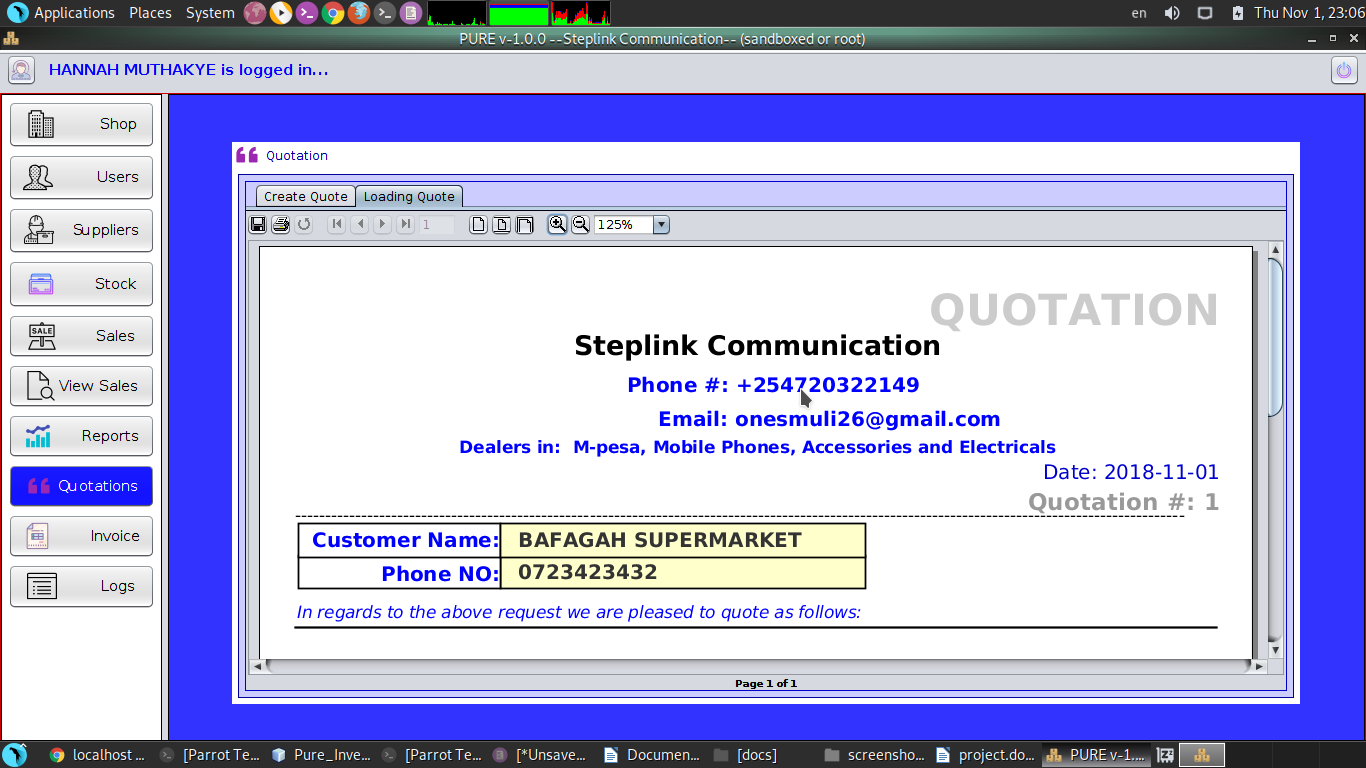 Applications Places System en Thu Nov 1, 23:06
PURE v-1.0.0 --Steplink Communication-- (sandboxed or root)
HANNAH MUTHAKYE is logged in...
Shop
Users
Suppliers
Stock
SALE
Sales
View Sales
Reports
Quotations
Invoice
Logs
Quotation
Create Quote Loading Quote
1 125%
QUOTATION
Steplink Communication
Phone #: +254720322149
Email: onesmuli26@gmail.com
Dealers in: M-pesa, Mobile Phones, Accessories and Electricals
Date: 2018-11-01
Quotation #: 1
Customer Name: BAFAGAH SUPERMARKET
Phone NO: 0723423432
In regards to the above request we are pleased to quote as follows:
Page 1 of 1
localhost ... [Parrot Te... Pure_Inve... [Parrot Te... [*Unsave... Documen... [docs] screensho... project.do... PURE v-1....